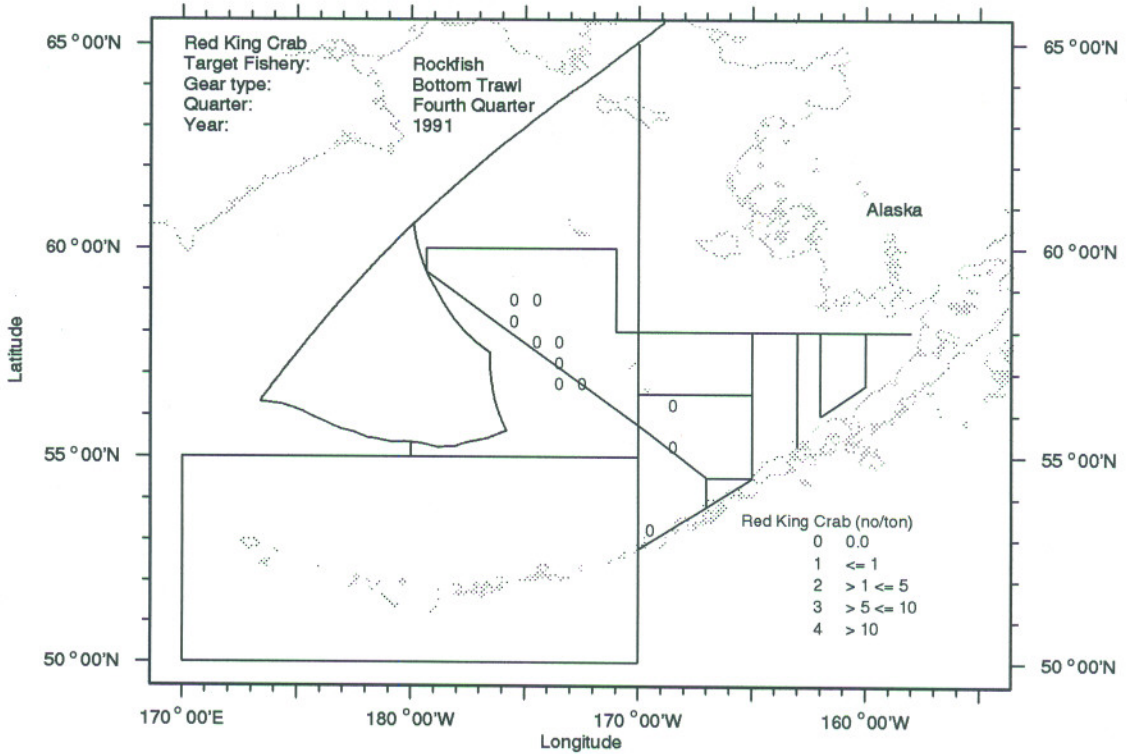 Red King Crab
Target Fishery: Rockfish
Gear type: Bottom Trawl
Quarter: Fourth Quarter
Year: 1991
65°00'N 65°00'N
Alaska
60°00'N 60°00'N
0 0
0
0 0
0
0 0
0
0
Latitude
55°00'N 55°00'N
0
Red King Crab (no/ton)
0 0.0
1 <= 1
2 > 1 <= 5
3 > 5 <= 10
4 > 10
50°00'N 50°00'N
170°00'E 180°00'W 170°00'W 160°00'W
Longitude